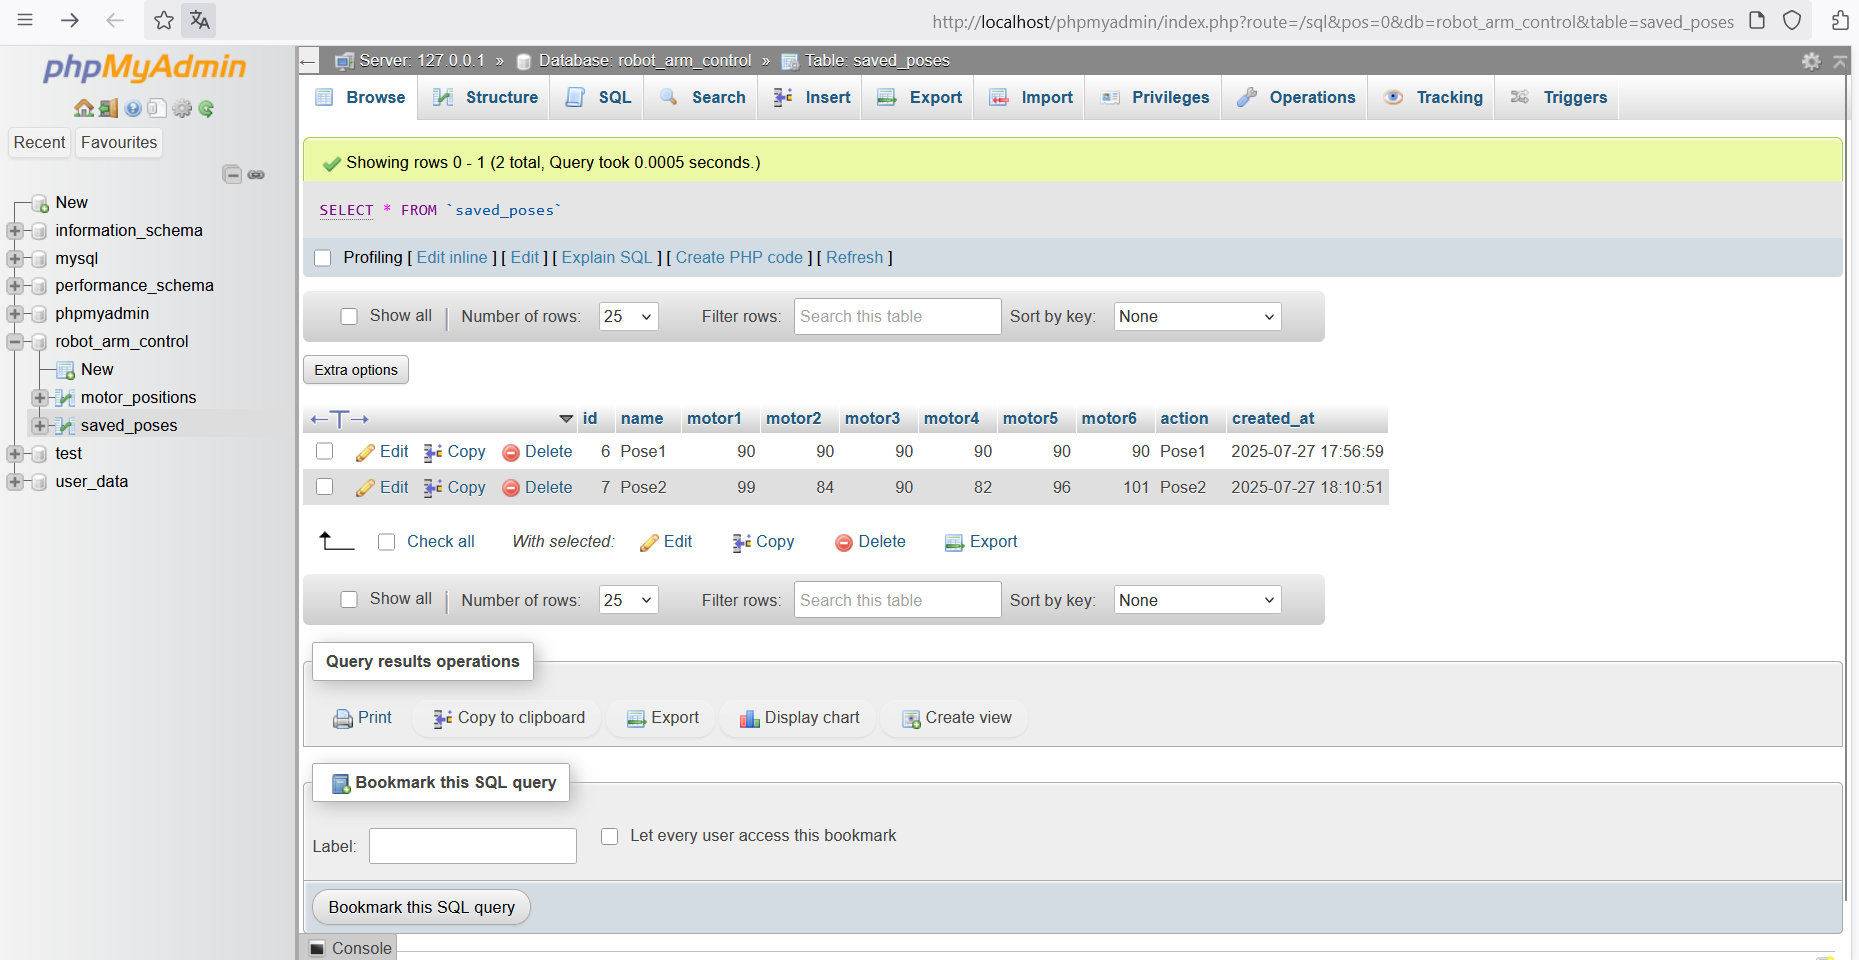 http://localhost/phpmyadmin/index.php?route=/sql&pos=0&db=robot_arm_control&table=saved_poses
phpMyAdmin
Recent Favourites
New
information_schema
mysql
performance_schema
phpmyadmin
robot_arm_control
New
motor_positions
saved_poses
test
user_data
Server: 127.0.0.1 » Database: robot_arm_control » Table: saved_poses
Browse Structure SQL Search Insert Export Import Privileges Operations Tracking Triggers
Showing rows 0 - 1 (2 total, Query took 0.0005 seconds.)
SELECT * FROM `saved_poses`
Profiling [ Edit inline ] [ Edit ] [ Explain SQL ] [ Create PHP code ] [ Refresh ]
Show all | Number of rows: 25 Filter rows: Search this table Sort by key: None
Extra options
←T→ id name motor1 motor2 motor3 motor4 motor5 motor6 action created_at
Edit Copy Delete 6 Pose1 90 90 90 90 90 90 Pose1 2025-07-27 17:56:59
Edit Copy Delete 7 Pose2 99 84 90 82 96 101 Pose2 2025-07-27 18:10:51
Check all With selected: Edit Copy Delete Export
Show all | Number of rows: 25 Filter rows: Search this table Sort by key: None
Query results operations
Print Copy to clipboard Export Display chart Create view
Bookmark this SQL query
Label: Let every user access this bookmark
Bookmark this SQL query
Console